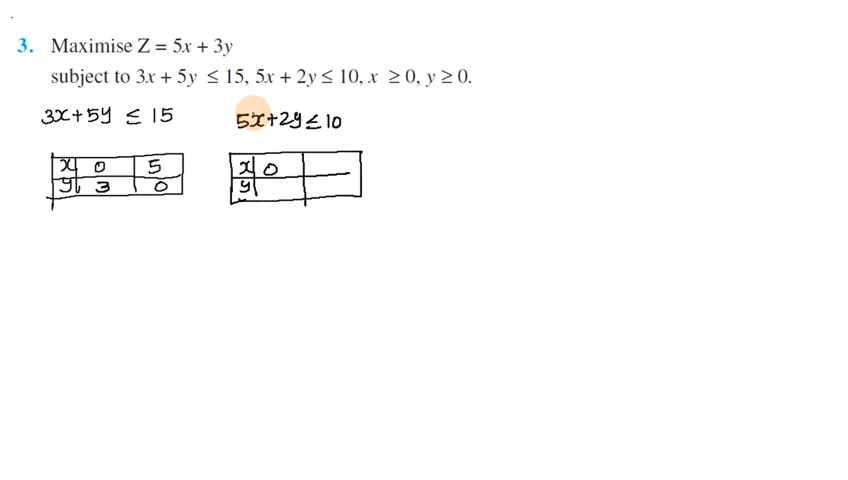 3. Maximise Z = 5x + 3y
subject to 3x + 5y ≤ 15, 5x + 2y ≤ 10, x ≥ 0, y ≥ 0.
3x+5y ≤ 15
5x+2y ≤ 10
x 0 5
y 3 0
x 0
y